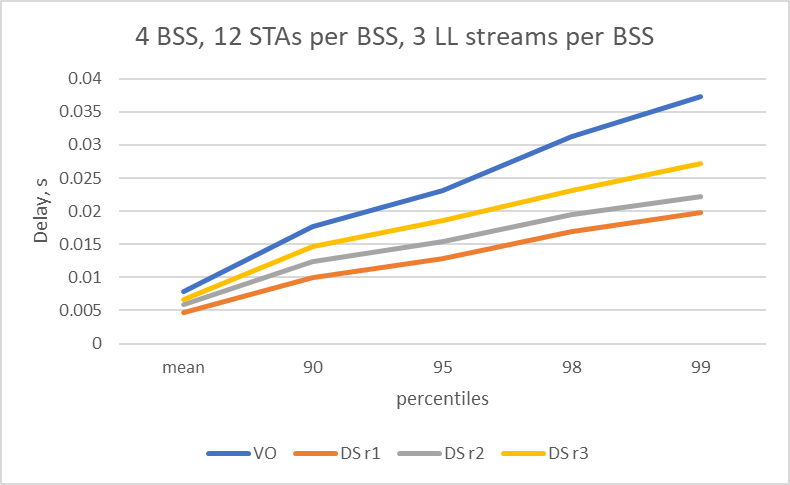 4 BSS, 12 STAs per BSS, 3 LL streams per BSS
0.04
0.035
0.03
0.025
0.02
0.015
0.01
0.005
0
Delay, s
mean 90 95 98 99
percentiles
VO DS r1 DS r2 DS r3